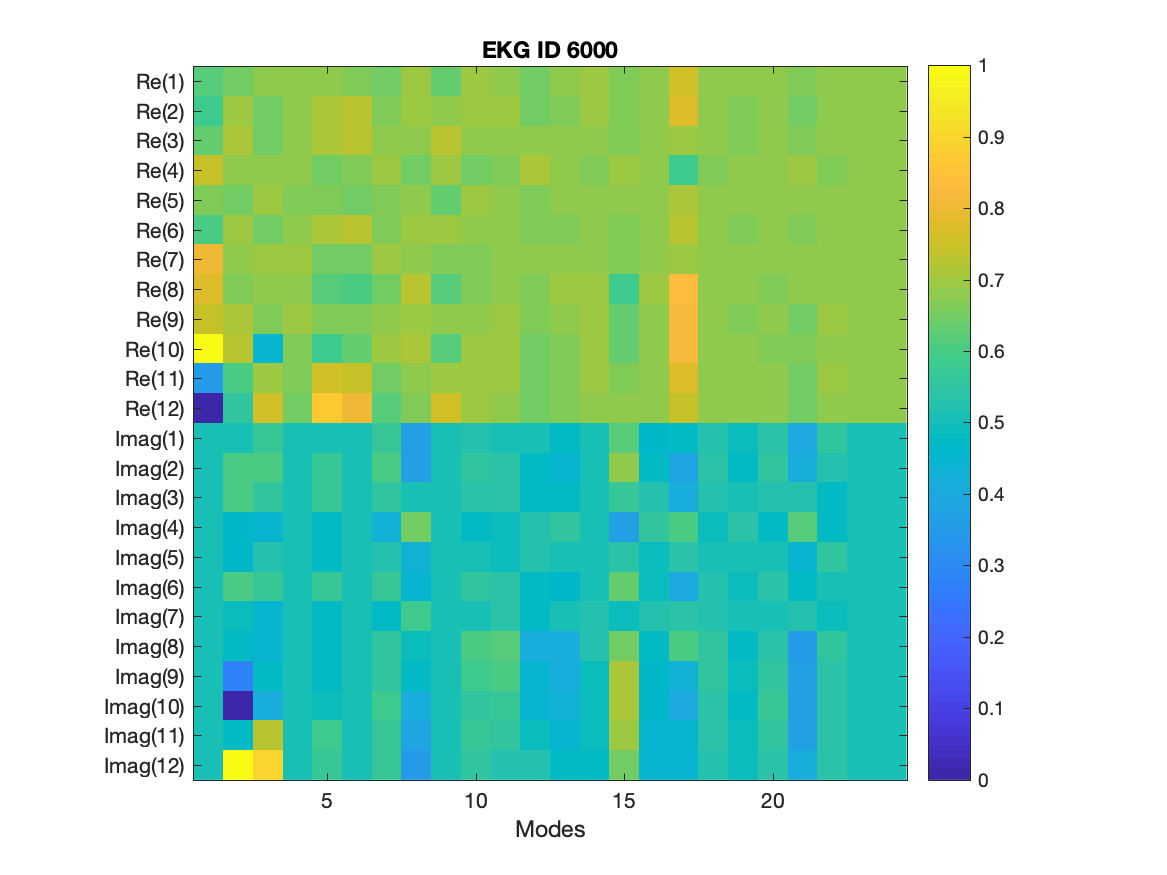 EKG ID 6000
Re(1)
Re(2)
Re(3)
Re(4)
Re(5)
Re(6)
Re(7)
Re(8)
Re(9)
Re(10)
Re(11)
Re(12)
Imag(1)
Imag(2)
Imag(3)
Imag(4)
Imag(5)
Imag(6)
Imag(7)
Imag(8)
Imag(9)
Imag(10)
Imag(11)
Imag(12)
5 10 15 20
Modes
1
0.9
0.8
0.7
0.6
0.5
0.4
0.3
0.2
0.1
0